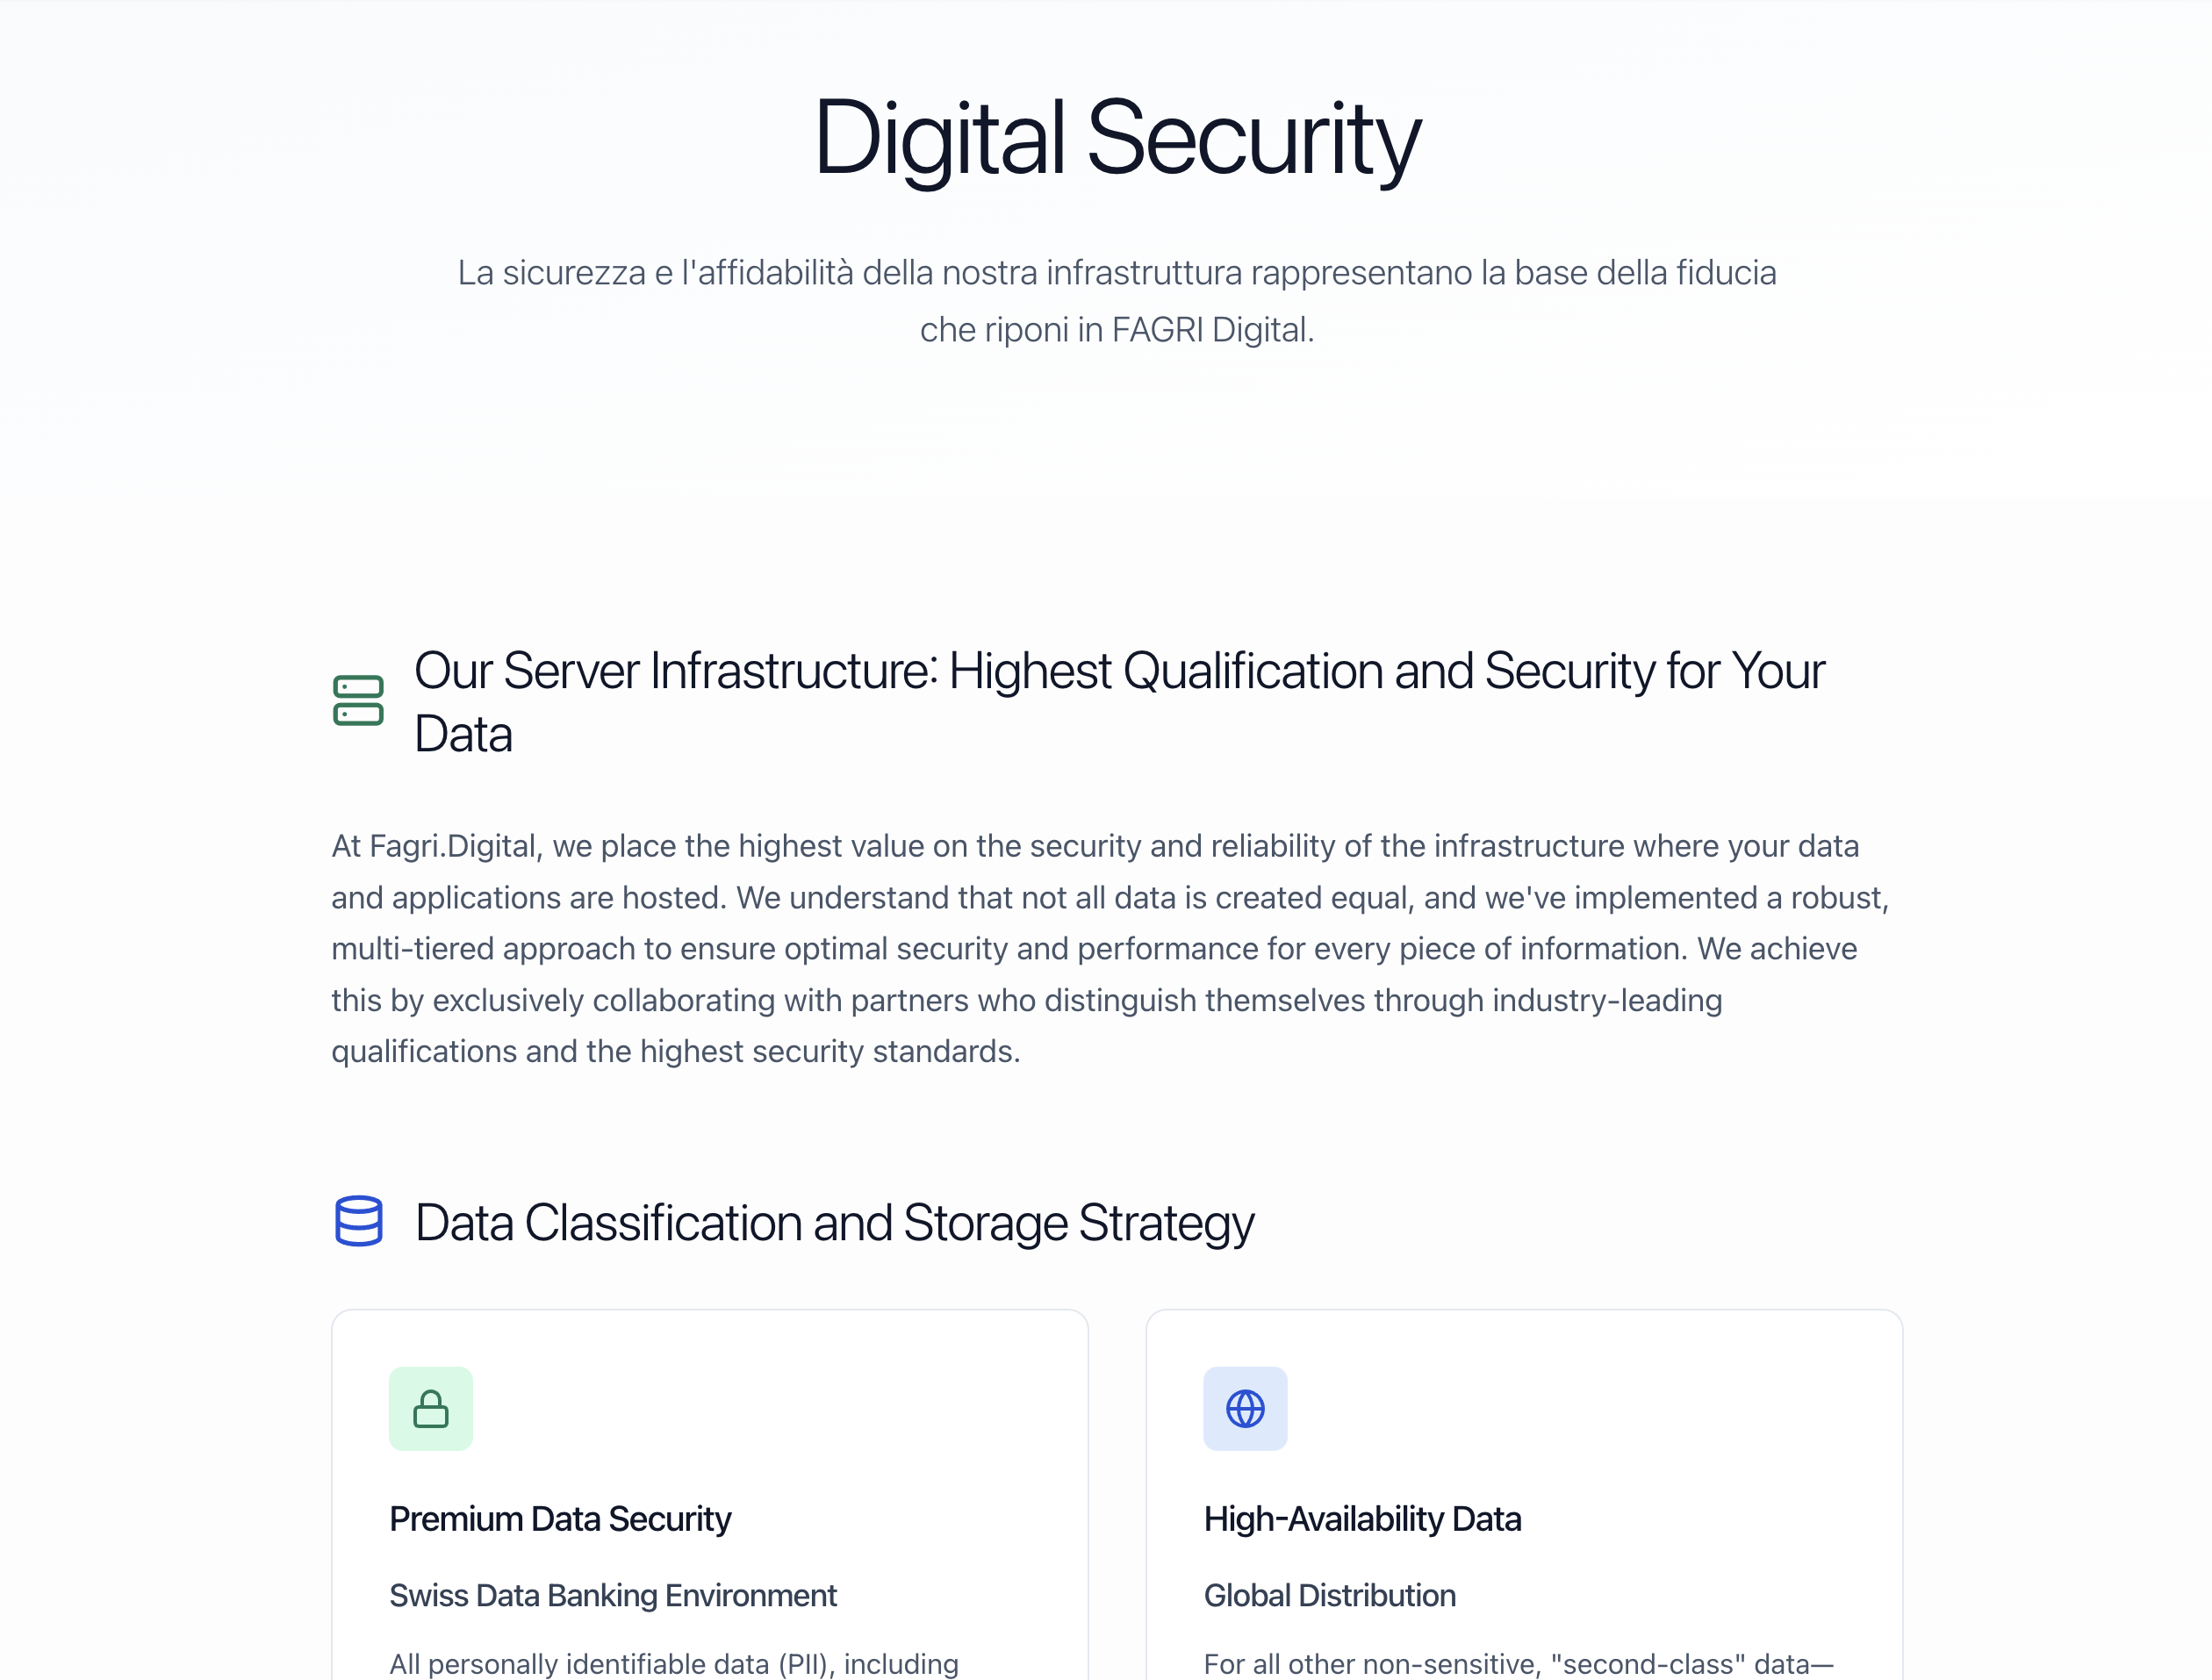 Digital Security
La sicurezza e l'affidabilità della nostra infrastruttura rappresentano la base della fiducia
che riponi in FAGRI Digital.
Our Server Infrastructure: Highest Qualification and Security for Your
Data
At Fagri.Digital, we place the highest value on the security and reliability of the infrastructure where your data
and applications are hosted. We understand that not all data is created equal, and we've implemented a robust,
multi-tiered approach to ensure optimal security and performance for every piece of information. We achieve
this by exclusively collaborating with partners who distinguish themselves through industry-leading
qualifications and the highest security standards.
Data Classification and Storage Strategy
Premium Data Security
Swiss Data Banking Environment
All personally identifiable data (PII), including
High-Availability Data
Global Distribution
For all other non-sensitive, "second-class" data—